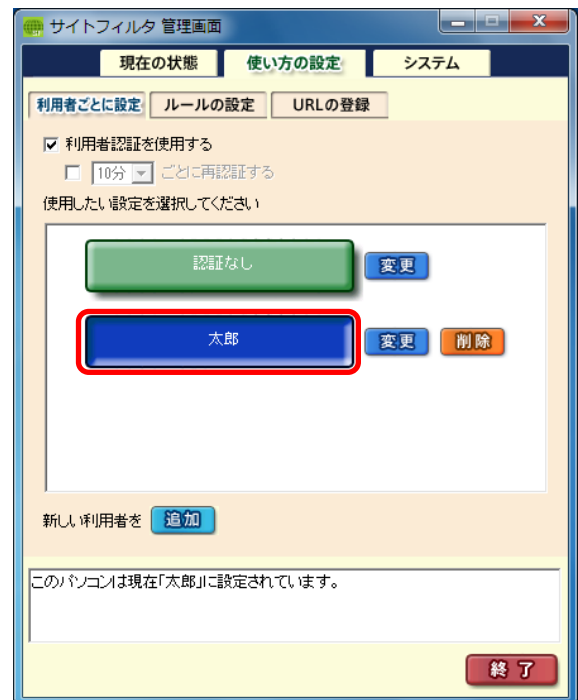 サイトフィルタ 管理画面
現在の状態 使い方の設定 システム
利用者ごとに設定 ルールの設定 URLの登録
利用者認証を使用する
10分 ごとに再認証する
使用したい設定を選択してください
認証なし 変更
太郎 変更 削除
新しい利用者を 追加
このパソコンは現在「太郎」に設定されています。
終了